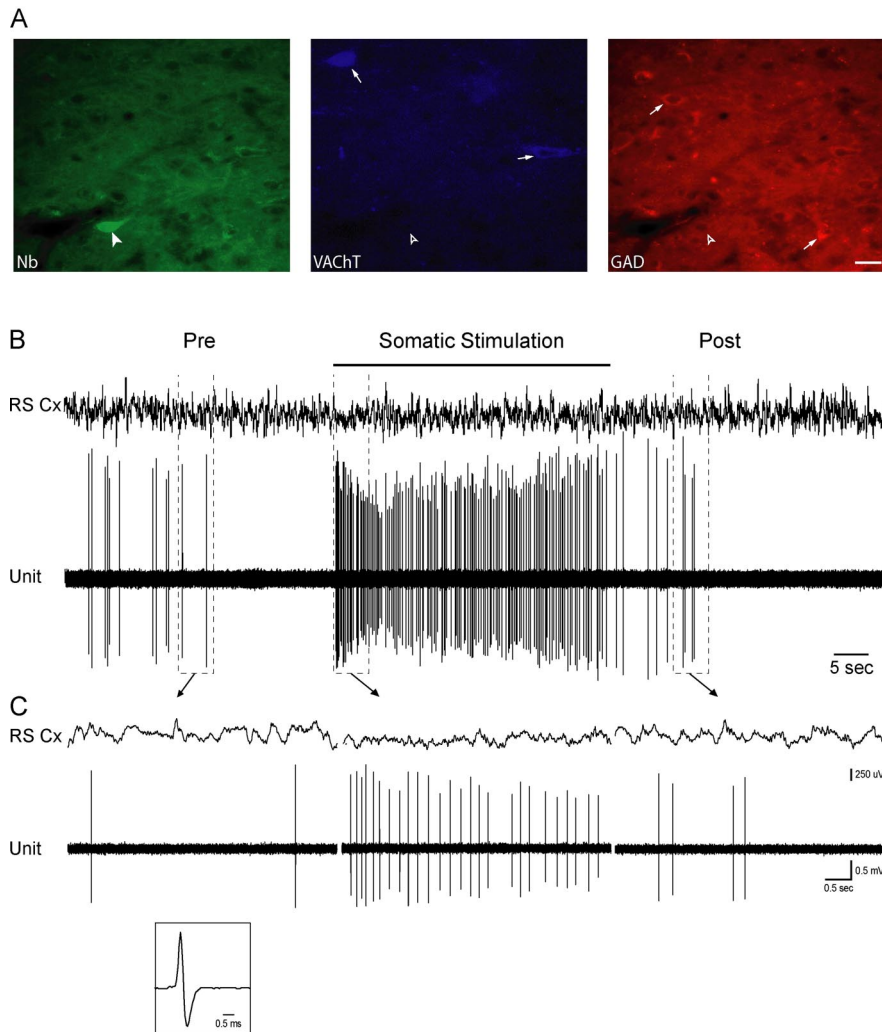 A
Nb VAChT GAD
B Pre Somatic Stimulation Post
RS Cx
Unit
5 sec
C
RS Cx
250 uV
Unit
0.5 mV
0.5 sec
0.5 ms